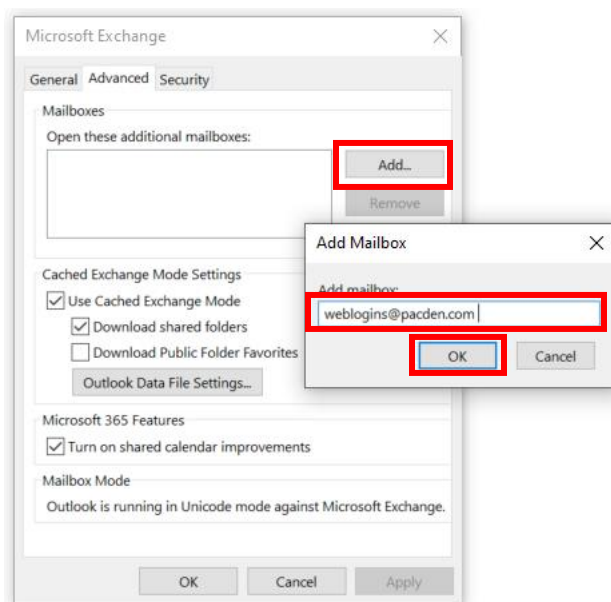 Microsoft Exchange
General Advanced Security
Mailboxes
Open these additional mailboxes:
Add...
Remove
Add Mailbox
Add mailbox:
weblogins@pacden.com
OK Cancel
Cached Exchange Mode Settings
Use Cached Exchange Mode
Download shared folders
Download Public Folder Favorites
Outlook Data File Settings...
Microsoft 365 Features
Turn on shared calendar improvements
Mailbox Mode
Outlook is running in Unicode mode against Microsoft Exchange.
OK Cancel Apply